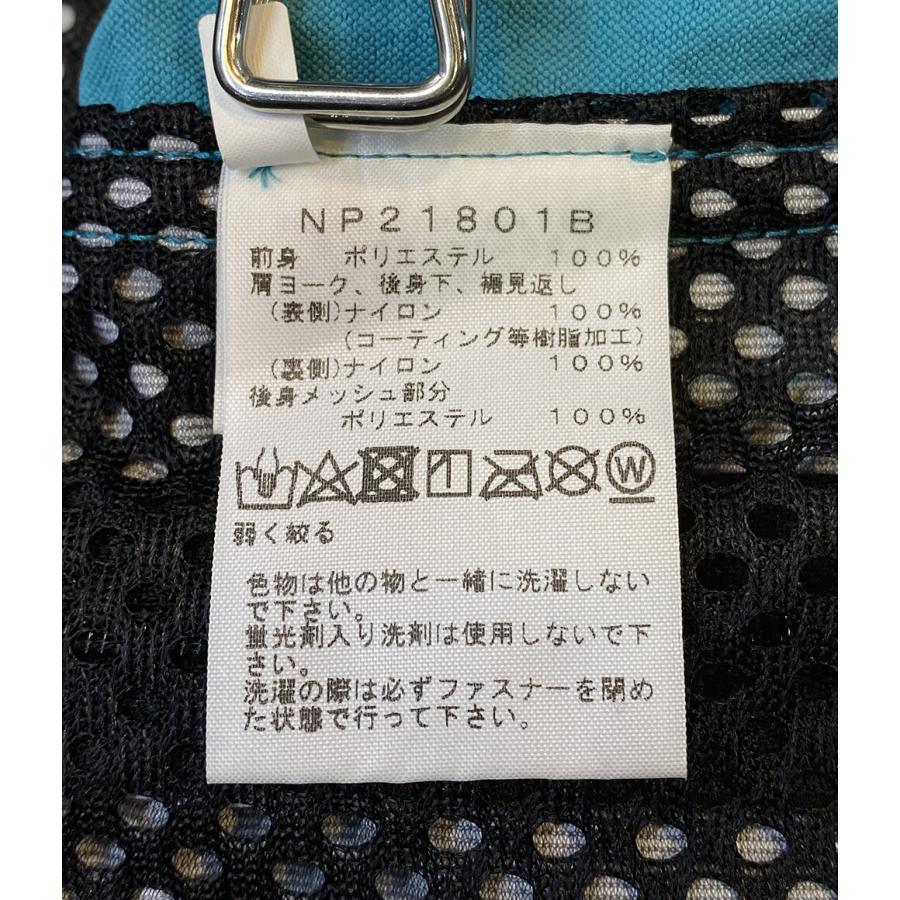 NP21801B
前身 ポリエステル 100%
肩ヨーク、後身下、裾見返し
(表側)ナイロン 100%
(コーティング等樹脂加工)
(裏側)ナイロン 100%
後身メッシュ部分
ポリエステル 100%
W
弱く絞る
色物は他の物と一緒に洗濯しない
で下さい。
蛍光剤入り洗剤は使用しないで下
さい。
洗濯の際は必ずファスナーを閉め
た状態で行って下さい。